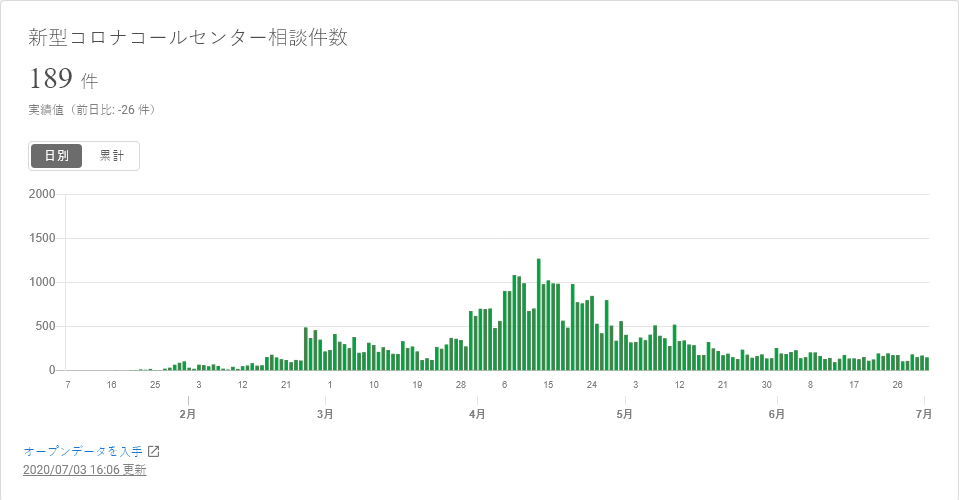 新型コロナコールセンター相談件数
189 件
実績値（前日比: -26 件）
日別 累計
2000
1500
1000
500
0
7 16 25 3 12 21 1 10 19 28 6 15 24 3 12 21 30 8 17 26
2月 3月 4月 5月 6月 7月
オープンデータを入手
2020/07/03 16:06 更新